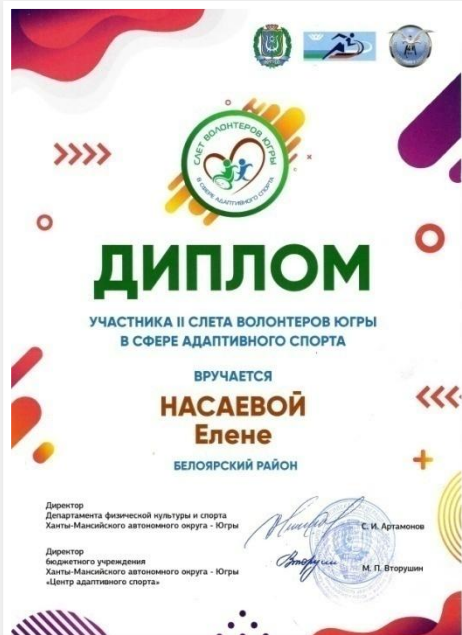 СЛЕТ ВОЛОНТЕРОВ ЮГРЫ
В СФЕРЕ АДАПТИВНОГО СПОРТА
ДИПЛОМ
УЧАСТНИКА II СЛЕТА ВОЛОНТЕРОВ ЮГРЫ
В СФЕРЕ АДАПТИВНОГО СПОРТА
ВРУЧАЕТСЯ
НАСАЕВОЙ
Елене
БЕЛОЯРСКИЙ РАЙОН
Директор
Департамента физической культуры и спорта
Ханты-Мансийского автономного округа - Югры
С. И. Артамонов
Директор
бюджетного учреждения
Ханты-Мансийского автономного округа - Югры
«Центр адаптивного спорта»
М. П. Вторушин